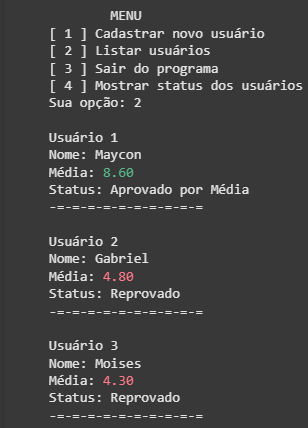 MENU
[ 1 ] Cadastrar novo usuário
[ 2 ] Listar usuários
[ 3 ] Sair do programa
[ 4 ] Mostrar status dos usuários
Sua opção: 2
Usuário 1
Nome: Maycon
Média: 8.60
Status: Aprovado por Média
-=-=-=-=-=-=-=-=-=-=
Usuário 2
Nome: Gabriel
Média: 4.80
Status: Reprovado
-=-=-=-=-=-=-=-=-=-=
Usuário 3
Nome: Moises
Média: 4.30
Status: Reprovado
-=-=-=-=-=-=-=-=-=-=